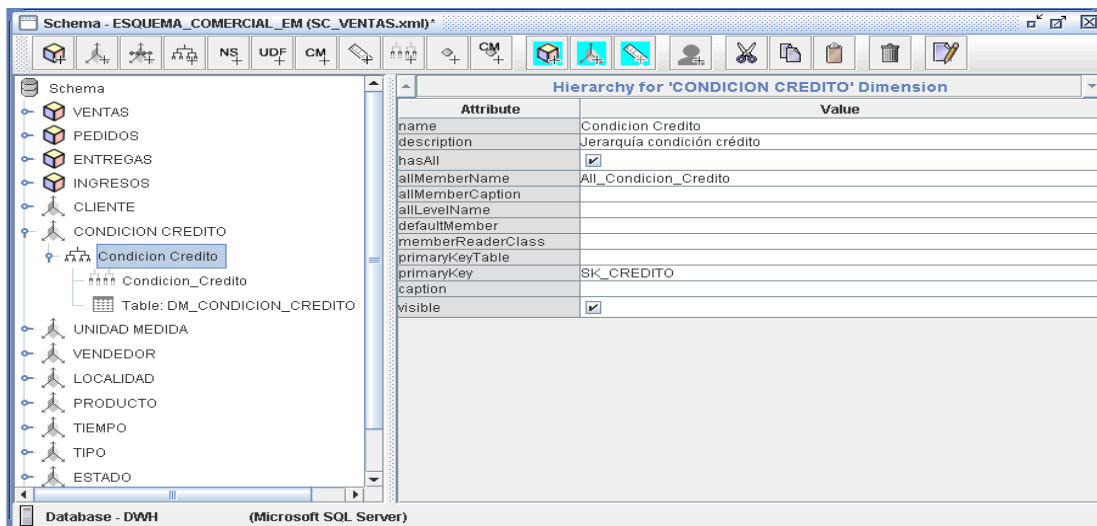 Schema - ESQUEMA_COMERCIAL_EM (SC_VENTAS.xml)*
NS UDF CM CM
Schema
VENTAS
PEDIDOS
ENTREGAS
INGRESOS
CLIENTE
CONDICION CREDITO
Condicion Credito
Condicion_Credito
Table: DM_CONDICION_CREDITO
UNIDAD MEDIDA
VENDEDOR
LOCALIDAD
PRODUCTO
TIEMPO
TIPO
ESTADO
Hierarchy for 'CONDICION CREDITO' Dimension
Attribute Value
name Condicion Credito
description Jerarquía condición crédito
hasAll
allMemberName All_Condicion_Credito
allMemberCaption
allLevelName
defaultMember
memberReaderClass
primaryKeyTable
primaryKey SK_CREDITO
caption
visible
Database - DWH (Microsoft SQL Server)